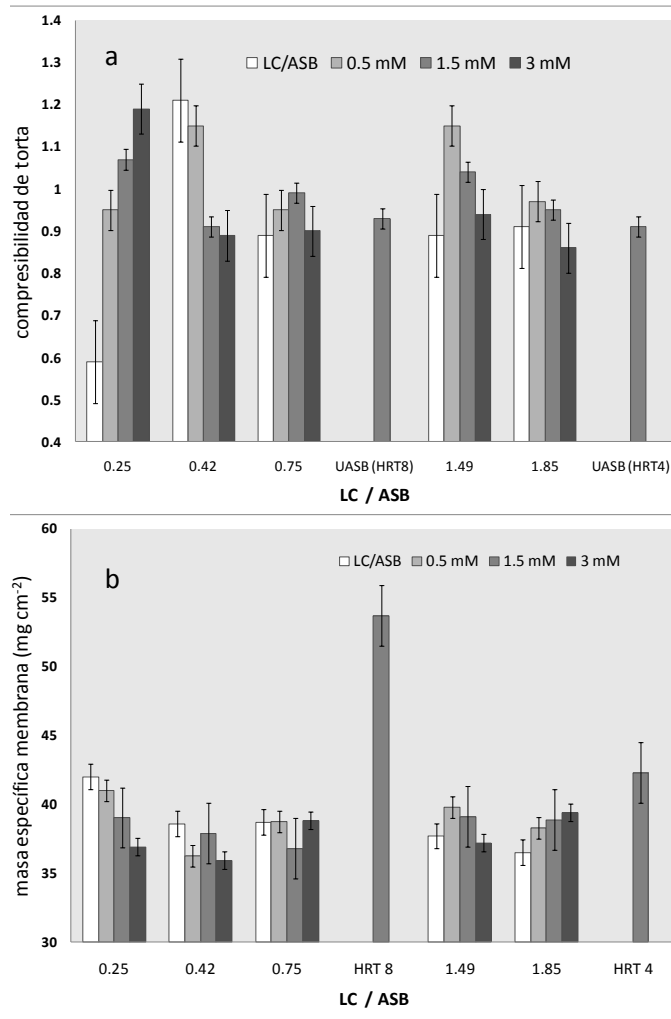 1.4
1.3
1.2
1.1
1
0.9
0.8
0.7
0.6
0.5
0.4
compresibilidad de torta
a
LC/ASB 0.5 mM 1.5 mM 3 mM
0.25 0.42 0.75 UASB (HRT8) 1.49 1.85 UASB (HRT4)
LC / ASB
60
55
50
45
40
35
30
masa específica membrana (mg cm⁻²)
b
LC/ASB 0.5 mM 1.5 mM 3 mM
0.25 0.42 0.75 HRT 8 1.49 1.85 HRT 4
LC / ASB